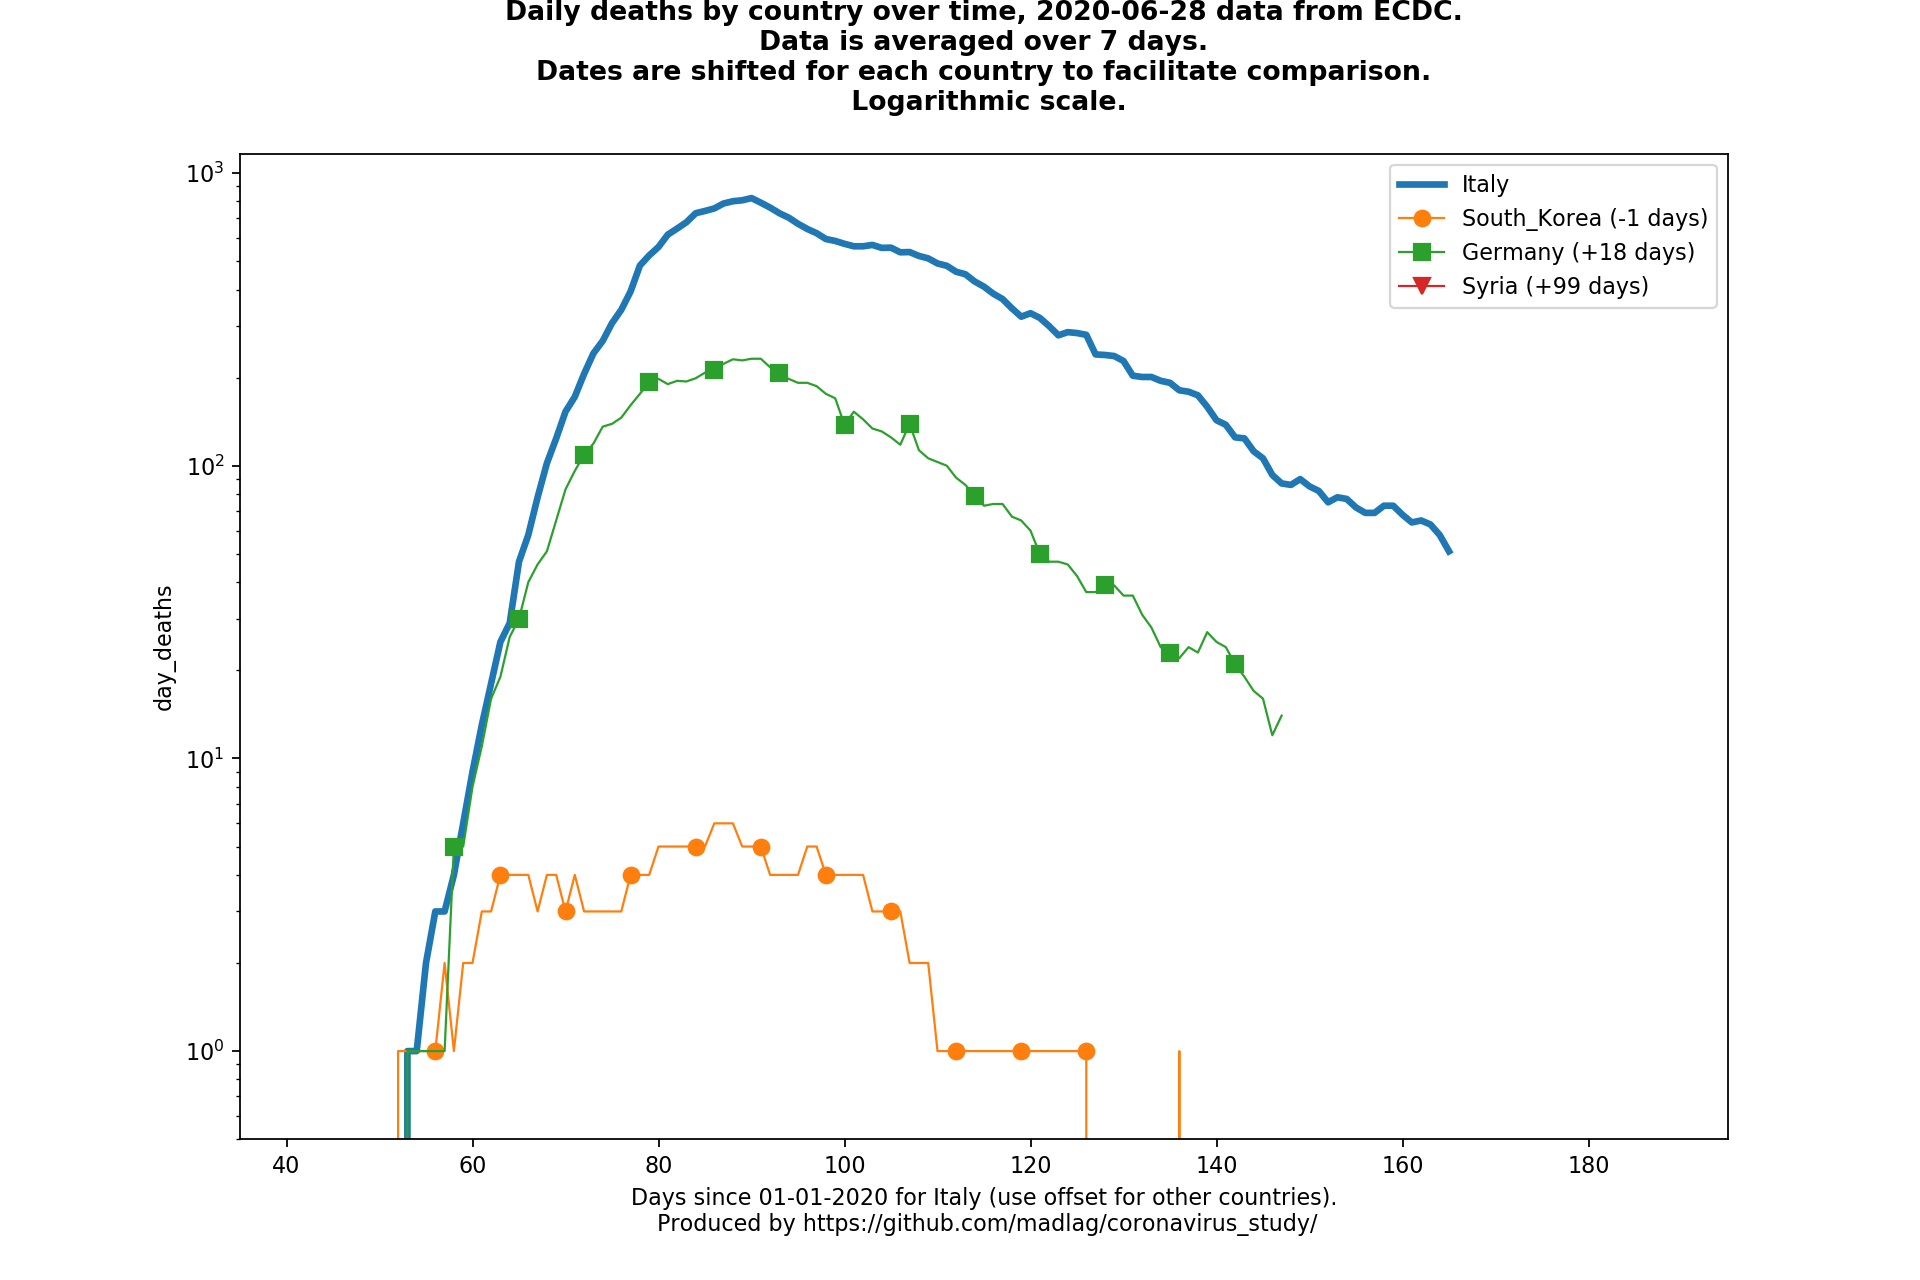 Daily deaths by country over time, 2020-06-28 data from ECDC.
Data is averaged over 7 days.
Dates are shifted for each country to facilitate comparison.
Logarithmic scale.
10³
10²
10¹
10⁰
day_deaths
Italy
South_Korea (-1 days)
Germany (+18 days)
Syria (+99 days)
40 60 80 100 120 140 160 180
Days since 01-01-2020 for Italy (use offset for other countries).
Produced by https://github.com/madlag/coronavirus_study/